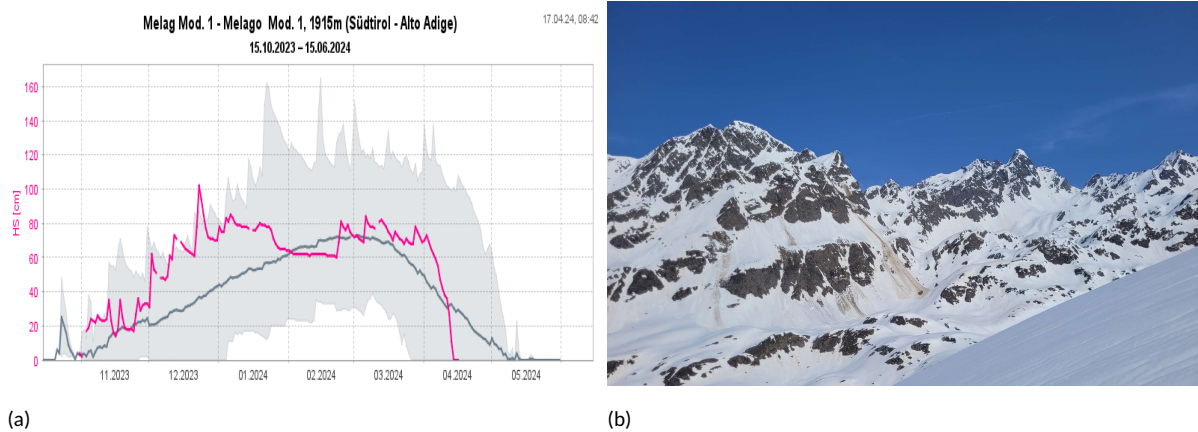 Melag Mod. 1 - Melago Mod. 1, 1915m (Südtirol - Alto Adige)
17.04.24, 08:42
15.10.2023 – 15.06.2024
HS [cm]
160
140
120
100
80
60
40
20
0
11.2023 12.2023 01.2024 02.2024 03.2024 04.2024 05.2024
(a)
(b)